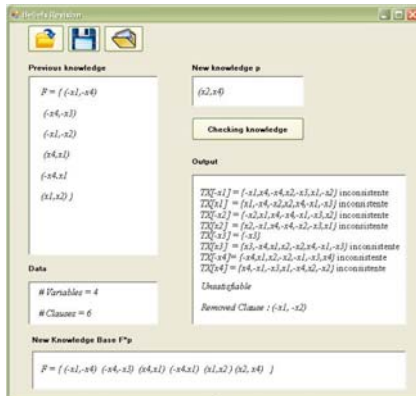 Beliefs Revision
Previous knowledge
F = { (-x1,-x4)
(-x4,-x3)
(-x1,-x2)
(x4,x1)
(-x4,x1
(x1,x2) }
Data
# Variables = 4
# Clauses = 6
New knowledge p
(x2,x4)
Checking knowledge
Output
TX[-x1] = {-x1,x4,-x4,x2,-x3,x1,-x2} inconsistente
TX[x1] = {x1,-x4,-x2,x2,x4,-x1,-x3} inconsistente
TX[-x2] = {-x2,x1,x4,-x4,-x1,-x3,x2} inconsistente
TX[x2] = {x2,-x1,x4,-x4,-x2,-x3,x1} inconsistente
TX[-x3] = {-x3}
TX[x3] = {x3,-x4,x1,x2,-x2,x4,-x1,-x3} inconsistente
TX[-x4]= {-x4,x1,x2,-x2,-x1,-x3,x4} inconsistente
TX[x4] = {x4,-x1,-x3,x1,-x4,x2,-x2} inconsistente
Unsatisfiable
Removed Clause : (-x1, -x2)
New Knowledge Base F*p
F = { (-x1,-x4) (-x4,-x3) (x4,x1) (-x4,x1) (x1,x2) (x2, x4) }